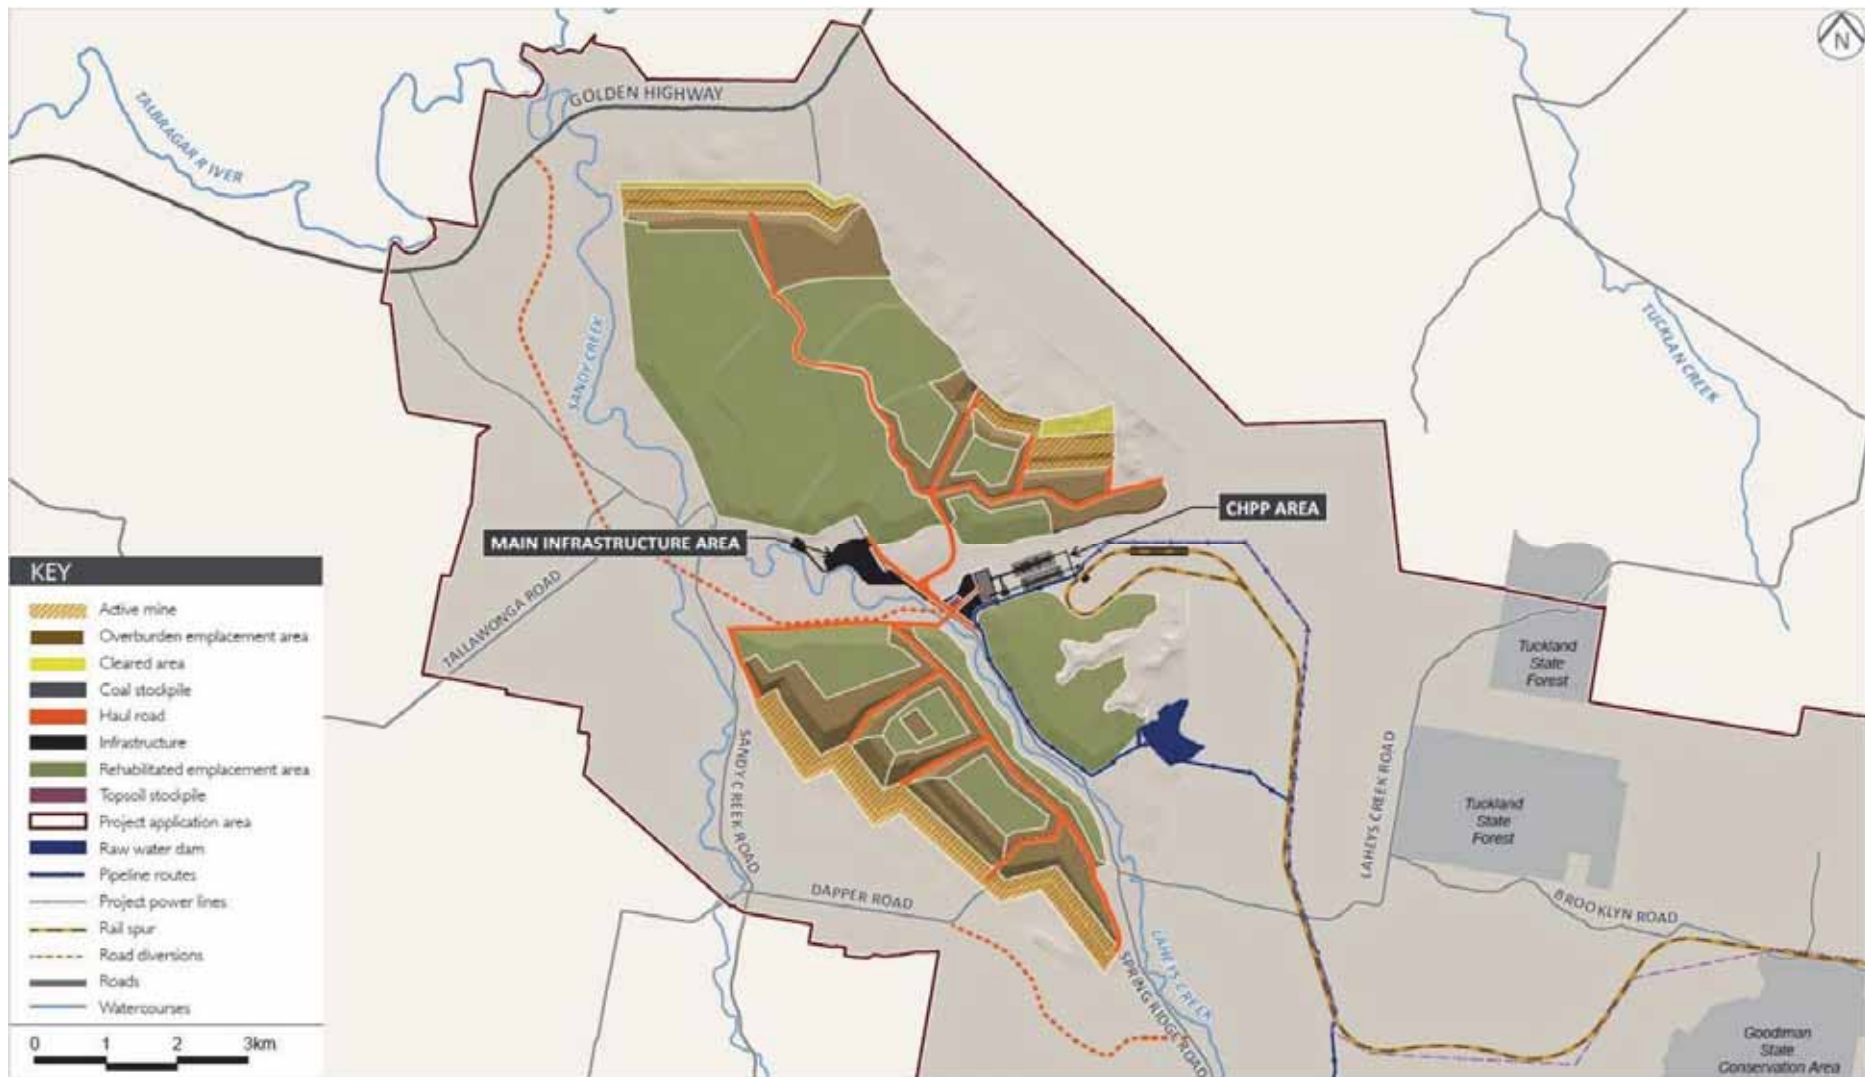 N
GOLDEN HIGHWAY
TALBRAGAR RIVER
SANDY CREEK
TUCKLAN CREEK
CHPP AREA
MAIN INFRASTRUCTURE AREA
TALLAWONGA ROAD
Tuckland
State
Forest
SANDY CREEK ROAD
LAHEYS CREEK ROAD
Tuckland
State
Forest
DAPPER ROAD
BROOKLYN ROAD
LAHEYS CREEK
SPRING RIDGE ROAD
Goodiman
State
Conservation Area
KEY
Active mine
Overburden emplacement area
Cleared area
Coal stockpile
Haul road
Infrastructure
Rehabilitated emplacement area
Topsoil stockpile
Project application area
Raw water dam
Pipeline routes
Project power lines
Rail spur
Road diversions
Roads
Watercourses
0 1 2 3km